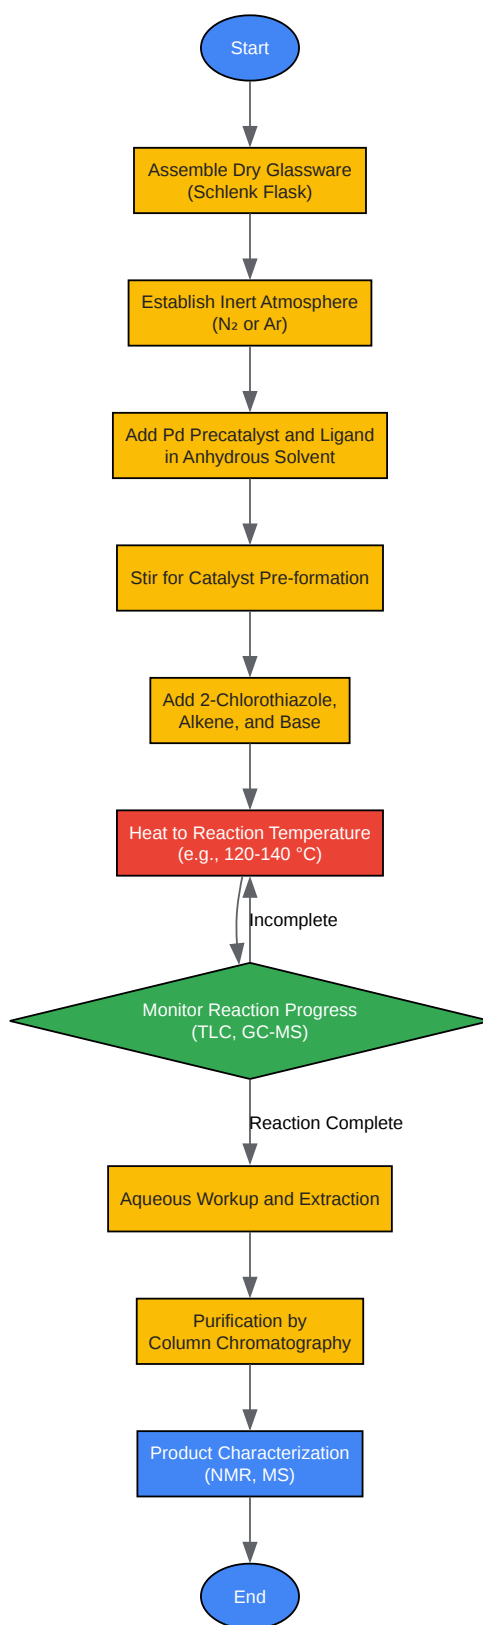 Start
Assemble Dry Glassware
(Schlenk Flask)
Establish Inert Atmosphere
(N₂ or Ar)
Add Pd Precatalyst and Ligand
in Anhydrous Solvent
Stir for Catalyst Pre-formation
Add 2-Chlorothiazole,
Alkene, and Base
Heat to Reaction Temperature
(e.g., 120-140 °C)
Incomplete
Monitor Reaction Progress
(TLC, GC-MS)
Reaction Complete
Aqueous Workup and Extraction
Purification by
Column Chromatography
Product Characterization
(NMR, MS)
End